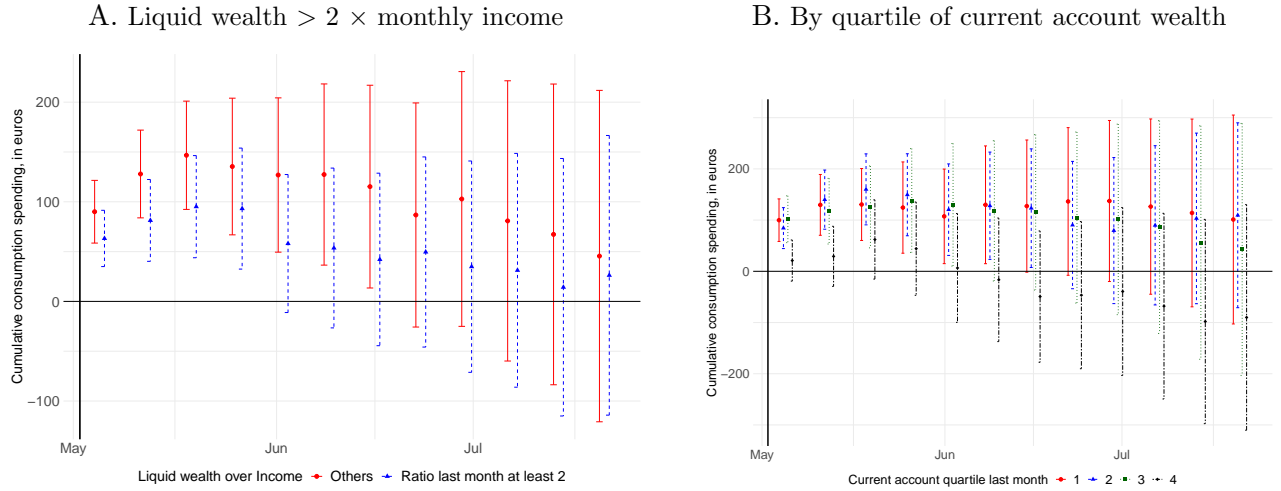 A. Liquid wealth > 2 × monthly income
Cumulative consumption spending, in euros
200
100
0
−100
May
Jun
Jul
Liquid wealth over Income
Others
Ratio last month at least 2
B. By quartile of current account wealth
Cumulative consumption spending, in euros
200
0
−200
May
Jun
Jul
Current account quartile last month
1
2
3
4